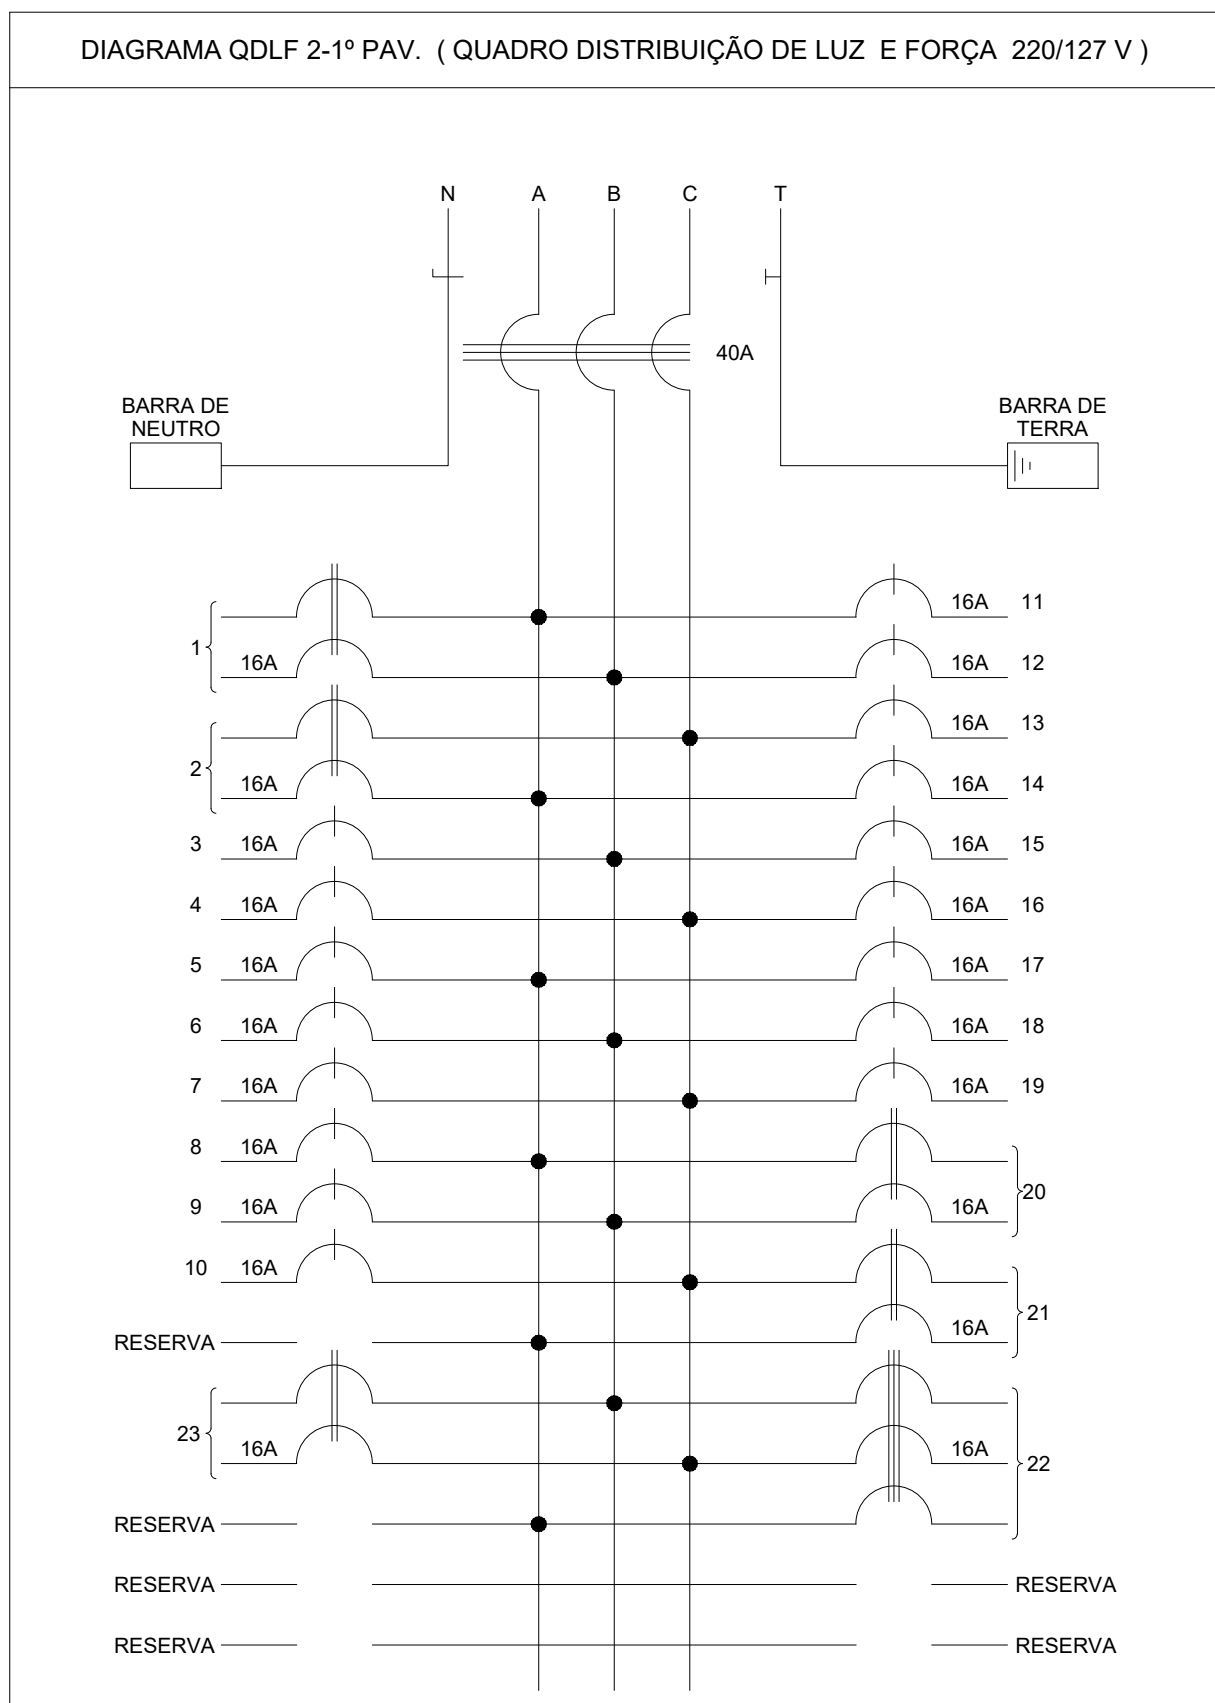 DIAGRAMA QDLF 2-1º PAV. ( QUADRO DISTRIBUIÇÃO DE LUZ E FORÇA 220/127 V )
N A B C T
40A
BARRA DE
NEUTRO
BARRA DE
TERRA
16A 11
1
16A 16A 12
16A 13
2
16A 16A 14
3 16A 16A 15
4 16A 16A 16
5 16A 16A 17
6 16A 16A 18
7 16A 16A 19
8 16A
20
9 16A 16A
10 16A
21
RESERVA 16A
23
16A 16A 22
RESERVA
RESERVA RESERVA
RESERVA RESERVA